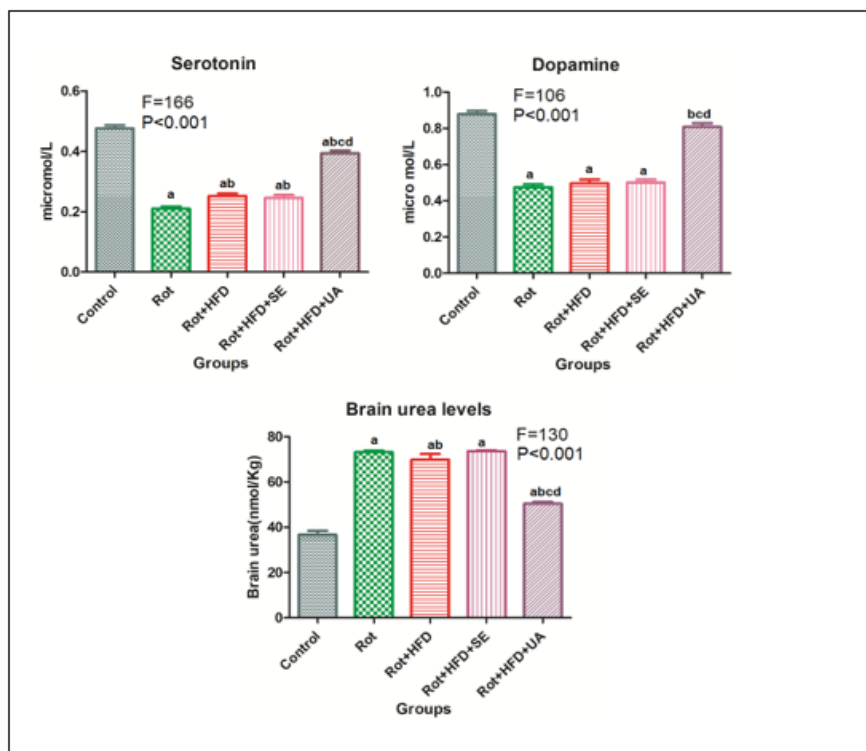 Serotonin
F=166
P<0.001
micromol/L
0.6
0.4
0.2
0.0
a
ab
ab
abcd
Control
Rot
Rot+HFD
Rot+HFD+SE
Rot+HFD+UA
Groups
Dopamine
F=106
P<0.001
micro mol/L
1.0
0.8
0.6
0.4
0.2
0.0
a
a
a
bcd
Control
Rot
Rot+HFD
Rot+HFD+SE
Rot+HFD+UA
Groups
Brain urea levels
F=130
P<0.001
Brain urea(nmol/Kg)
80
60
40
20
0
a
ab
a
abcd
Control
Rot
Rot+HFD
Rot+HFD+SE
Rot+HFD+UA
Groups